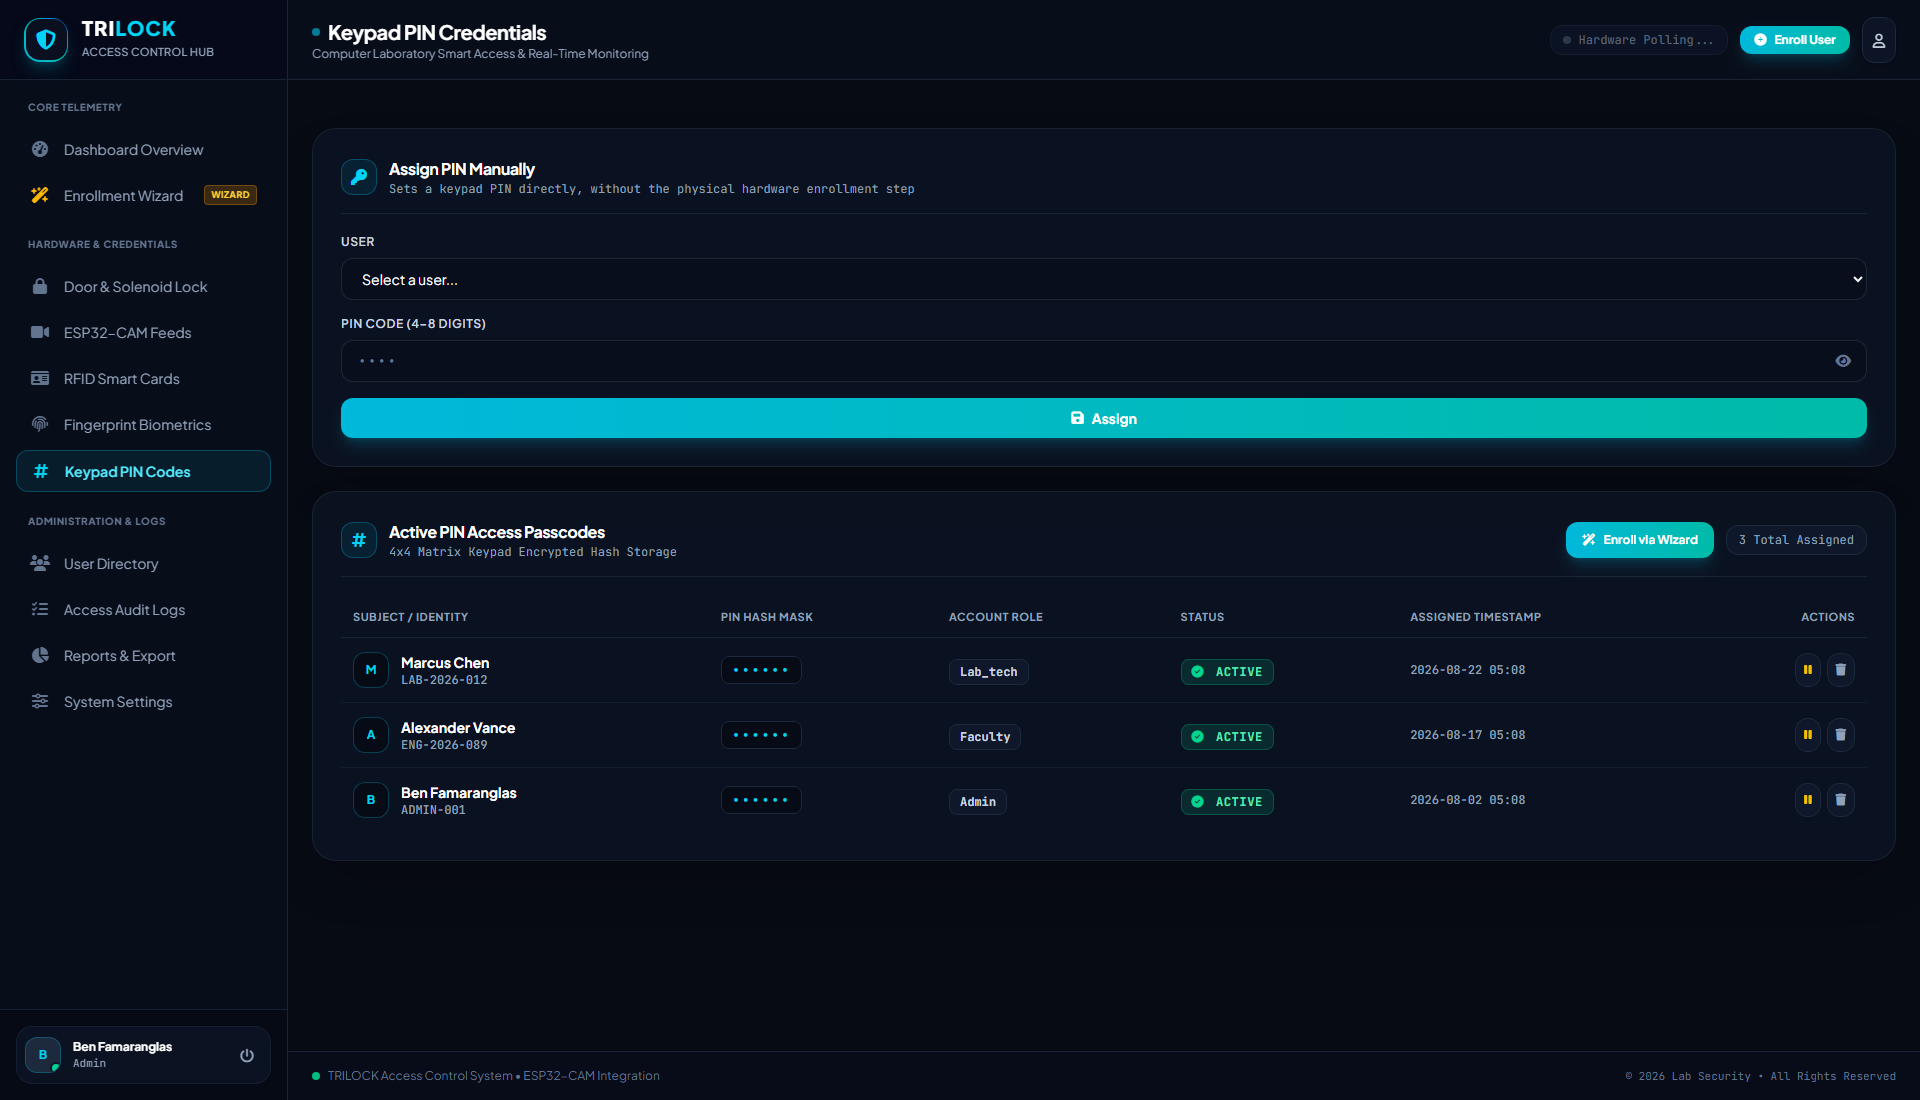 TRILOCK
ACCESS CONTROL HUB
CORE TELEMETRY
Dashboard Overview
Enrollment Wizard WIZARD
HARDWARE & CREDENTIALS
Door & Solenoid Lock
ESP32-CAM Feeds
RFID Smart Cards
Fingerprint Biometrics
# Keypad PIN Codes
ADMINISTRATION & LOGS
User Directory
Access Audit Logs
Reports & Export
System Settings
B Ben Famaranglas
Admin
Keypad PIN Credentials
Computer Laboratory Smart Access & Real-Time Monitoring
Hardware Polling...
Enroll User
Assign PIN Manually
Sets a keypad PIN directly, without the physical hardware enrollment step
USER
Select a user...
PIN CODE (4-8 DIGITS)
••••
Assign
# Active PIN Access Passcodes
4x4 Matrix Keypad Encrypted Hash Storage
Enroll via Wizard
3 Total Assigned
SUBJECT / IDENTITY PIN HASH MASK ACCOUNT ROLE STATUS ASSIGNED TIMESTAMP ACTIONS
M Marcus Chen
LAB-2026-012
•••••• Lab_tech ACTIVE 2026-08-22 05:08
A Alexander Vance
ENG-2026-089
•••••• Faculty ACTIVE 2026-08-17 05:08
B Ben Famaranglas
ADMIN-001
•••••• Admin ACTIVE 2026-08-02 05:08
TRILOCK Access Control System • ESP32-CAM Integration
© 2026 Lab Security • All Rights Reserved